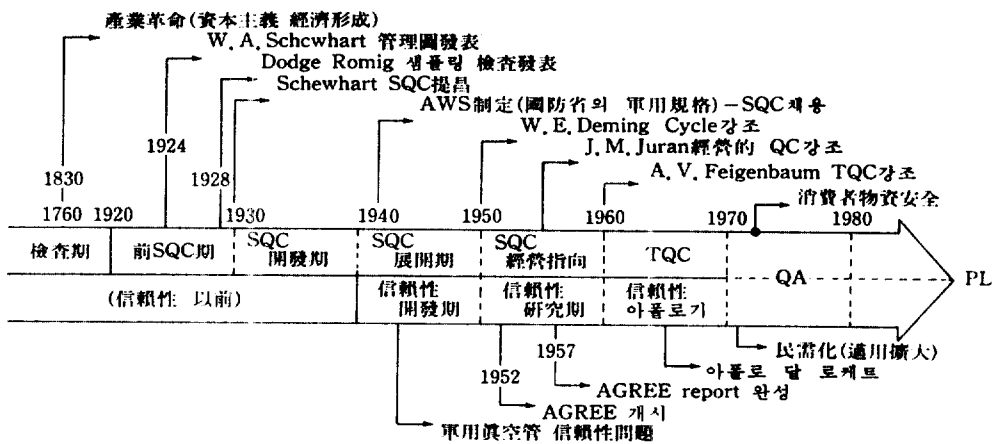 産業革命(資本主義 經濟形成)
W. A. Schcwhart 管理圖發表
Dodge Romig 샘플링 檢査發表
Schewhart SQC提昌
AWS制定(國防省의 軍用規格)-SQC채용
W. E. Deming Cycle강조
J. M. Juran經營的 QC강조
A. V. Feigenbaum TQC강조
消費者物資安全
1924
1830
1928
1760 1920 1930 1940 1950 1960 1970 1980
檢査期
前SQC期
SQC
開發期
SQC
展開期
SQC
經營指向
TQC
QA
PL
(信賴性 以前)
信賴性
開發期
信賴性
硏究期
信賴性
아폴로기
民需化(適用擴大)
1957
아폴로 달 로케트
1952
AGREE report 완성
AGREE 개시
軍用眞空管 信賴性問題